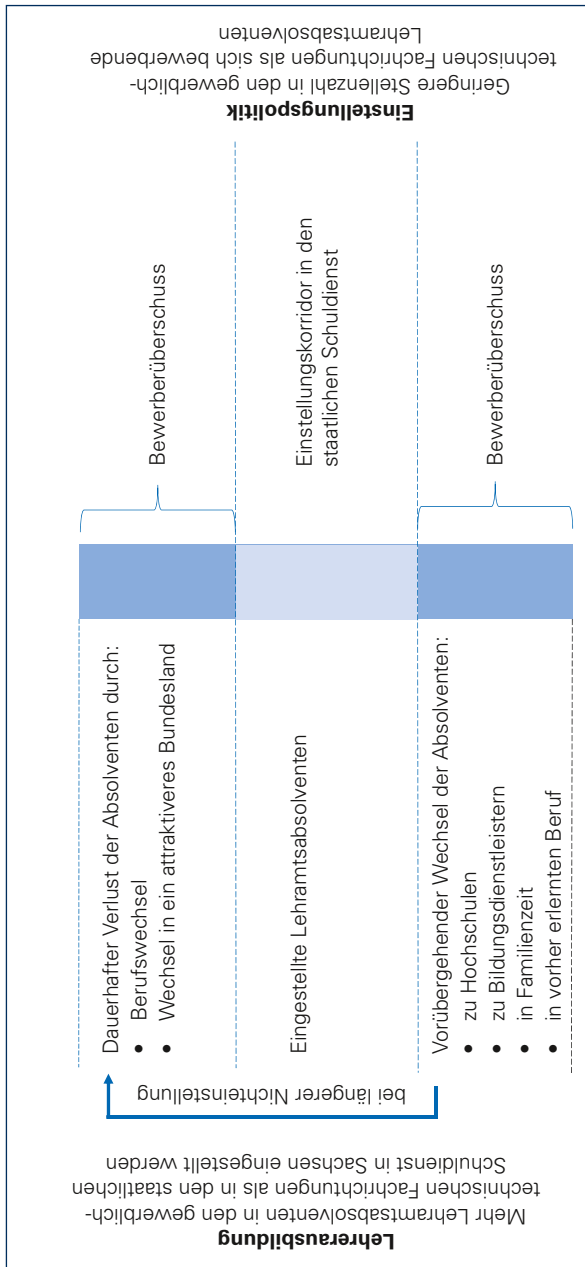 Lehrerausbildung
Mehr Lehramtsabsolventen in den gewerblich-
technischen Fachrichtungen als in den staatlichen
Schuldienst in Sachsen eingestellt werden
bei längerer Nichteinstellung
Dauerhafter Verlust der Absolventen durch:
• Berufswechsel
• Wechsel in ein attraktiveres Bundesland
Eingestellte Lehramtsabsolventen
Vorübergehender Wechsel der Absolventen:
• zu Hochschulen
• zu Bildungsdienstleistern
• in Familienzeit
• in vorher erlernten Beruf
Bewerberüberschuss
Einstellungskorridor in den
staatlichen Schuldienst
Bewerberüberschuss
Einstellungspolitik
Geringere Stellenzahl in den gewerblich-
technischen Fachrichtungen als sich bewerbende
Lehramtsabsolventen